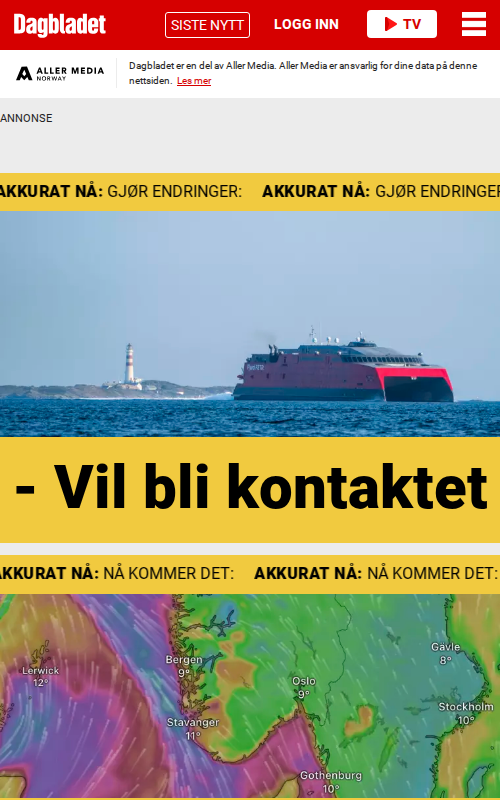 Dagbladet
SISTE NYTT
LOGG INN
TV
ALLER MEDIA
NORWAY
Dagbladet er en del av Aller Media. Aller Media er ansvarlig for dine data på denne
nettsiden. Les mer
ANNONSE
AKKURAT NÅ: GJØR ENDRINGER: AKKURAT NÅ: GJØR ENDRINGER
- Vil bli kontaktet
AKKURAT NÅ: NÅ KOMMER DET: AKKURAT NÅ: NÅ KOMMER DET:
Lerwick
12°
Bergen
9°
Stavanger
11°
Oslo
9°
Gävle
8°
Stockholm
10°
Gothenburg
10°